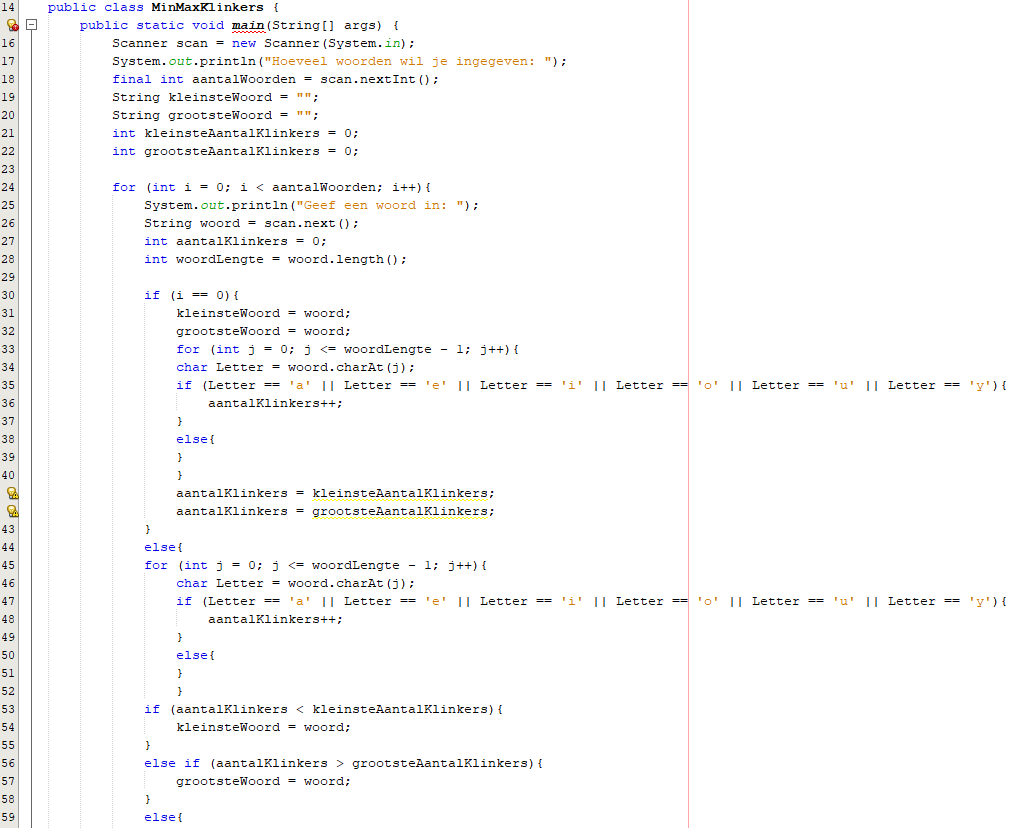 14 public class MinMaxKlinkers {
public static void main(String[] args) {
16 Scanner scan = new Scanner(System.in);
17 System.out.println("Hoeveel woorden wil je ingegeven: ");
18 final int aantalWoorden = scan.nextInt();
19 String kleinsteWoord = "";
20 String grootsteWoord = "";
21 int kleinsteAantalKlinkers = 0;
22 int grootsteAantalKlinkers = 0;
23
24 for (int i = 0; i < aantalWoorden; i++){
25 System.out.println("Geef een woord in: ");
26 String woord = scan.next();
27 int aantalKlinkers = 0;
28 int woordLengte = woord.length();
29
30 if (i == 0){
31 kleinsteWoord = woord;
32 grootsteWoord = woord;
33 for (int j = 0; j <= woordLengte - 1; j++){
34 char Letter = woord.charAt(j);
35 if (Letter == 'a' || Letter == 'e' || Letter == 'i' || Letter == 'o' || Letter == 'u' || Letter == 'y'){
36 aantalKlinkers++;
37 }
38 else{
39 }
40 }
aantalKlinkers = kleinsteAantalKlinkers;
aantalKlinkers = grootsteAantalKlinkers;
43 }
44 else{
45 for (int j = 0; j <= woordLengte - 1; j++){
46 char Letter = woord.charAt(j);
47 if (Letter == 'a' || Letter == 'e' || Letter == 'i' || Letter == 'o' || Letter == 'u' || Letter == 'y'){
48 aantalKlinkers++;
49 }
50 else{
51 }
52 }
53 if (aantalKlinkers < kleinsteAantalKlinkers){
54 kleinsteWoord = woord;
55 }
56 else if (aantalKlinkers > grootsteAantalKlinkers){
57 grootsteWoord = woord;
58 }
59 else{